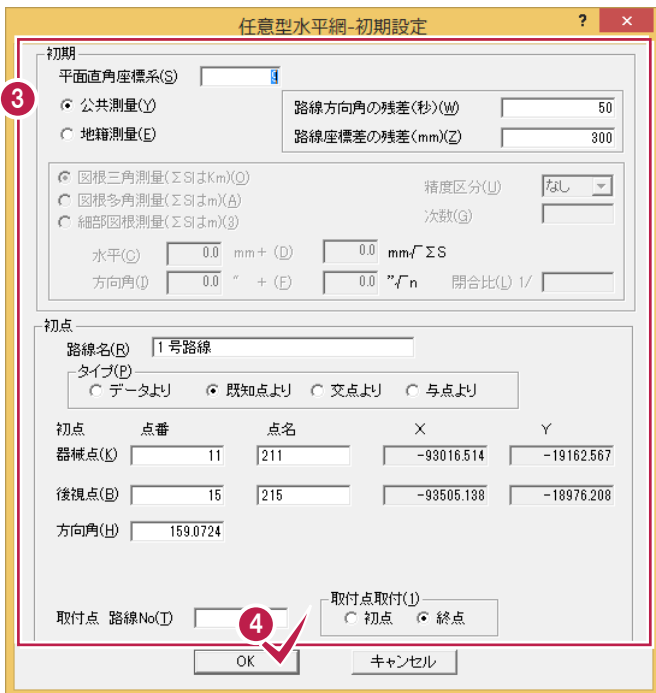 任意型水平網-初期設定 ? ×
3
初期
平面直角座標系(S)
公共測量(Y)
地籍測量(E)
路線方向角の残差(秒)(W) 50
路線座標差の残差(mm)(Z) 300
図根三角測量(ΣSはKm)(O)
図根多角測量(ΣSはm)(A)
細部図根測量(ΣSはm)(3)
精度区分(U) なし
次数(G)
水平(C) 0.0 mm+ (D) 0.0 mm√ΣS
方向角(I) 0.0 ″ + (F) 0.0 ”√n 閉合比(L) 1/
初点
路線名(R) 1号路線
タイプ(P)
データより 既知点より 交点より 与点より
初点 点番 点名 X Y
器械点(K) 11 211 -93016.514 -19162.567
後視点(B) 15 215 -93505.138 -18976.208
方向角(H) 159.0724
取付点 路線No(T)
取付点取付(1)
初点 終点
4
OK キャンセル